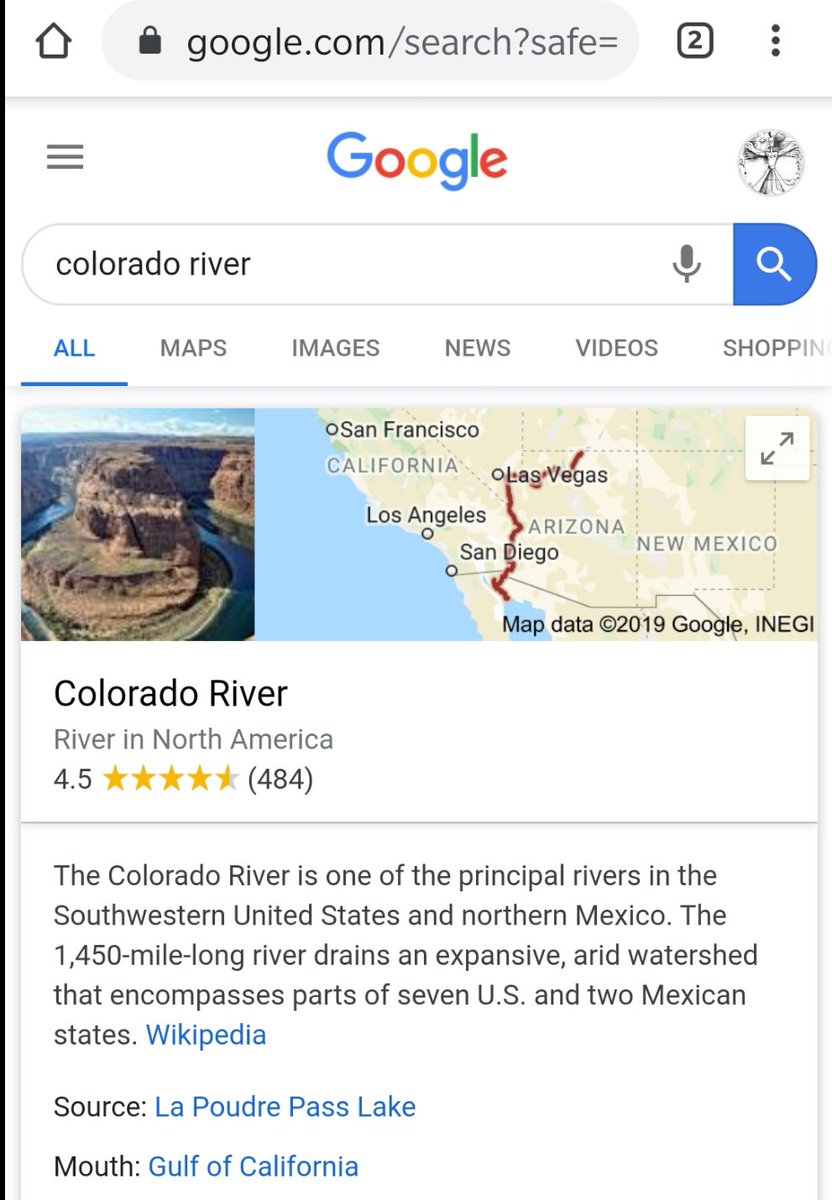 google.com/search?safe=
2
Google
colorado river
ALL MAPS IMAGES NEWS VIDEOS SHOPPING
San Francisco
CALIFORNIA
Las Vegas
Los Angeles
ARIZONA
San Diego
NEW MEXICO
Map data ©2019 Google, INEGI
Colorado River
River in North America
4.5 (484)
The Colorado River is one of the principal rivers in the
Southwestern United States and northern Mexico. The
1,450-mile-long river drains an expansive, arid watershed
that encompasses parts of seven U.S. and two Mexican
states. Wikipedia
Source: La Poudre Pass Lake
Mouth: Gulf of California